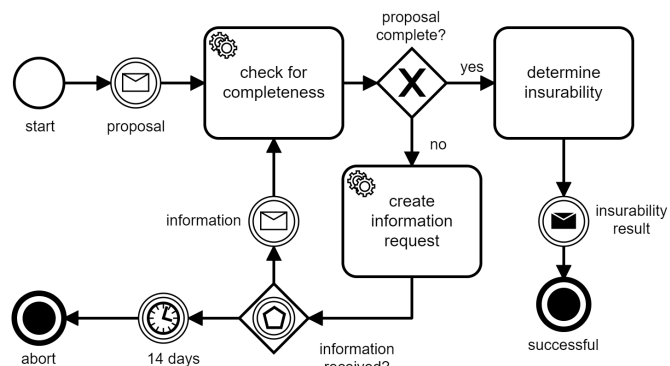 proposal
complete?
check for
completeness
yes
determine
insurability
start
proposal
no
create
information
request
information
insurability
result
abort
14 days
information
received?
successful